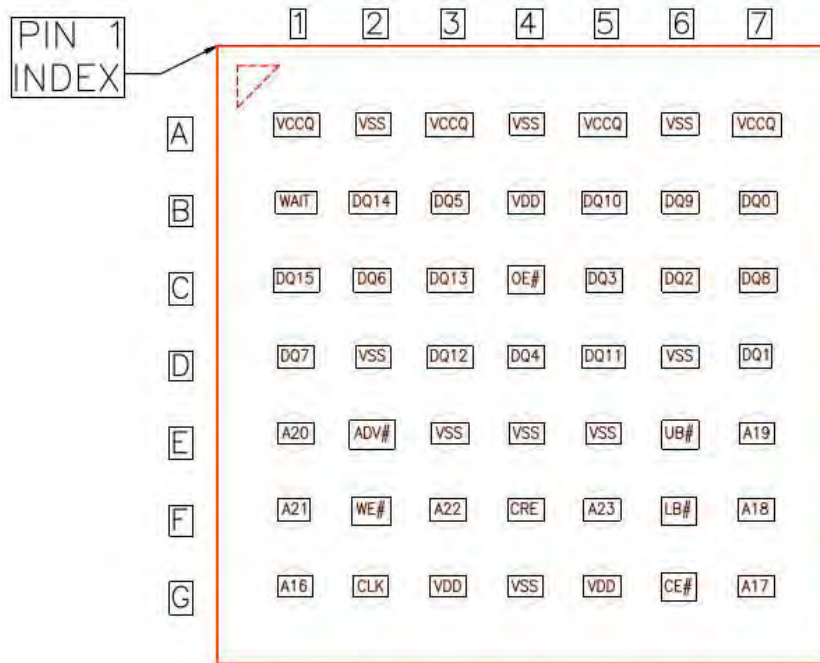 1 2 3 4 5 6 7
PIN 1
INDEX
A VCCQ VSS VCCQ VSS VCCQ VSS VCCQ
B WAIT DQ14 DQ5 VDD DQ10 DQ9 DQ0
C DQ15 DQ6 DQ13 OE# DQ3 DQ2 DQ8
D DQ7 VSS DQ12 DQ4 DQ11 VSS DQ1
E A20 ADV# VSS VSS VSS UB# A19
F A21 WE# A22 CRE A23 LB# A18
G A16 CLK VDD VSS VDD CE# A17